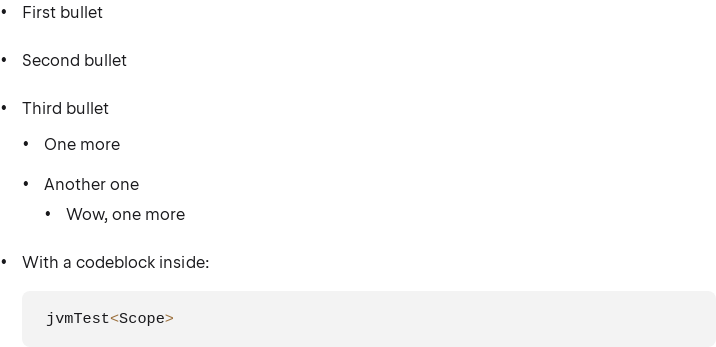 • First bullet
• Second bullet
• Third bullet
• One more
• Another one
• Wow, one more
• With a codeblock inside:
jvmTest<Scope>